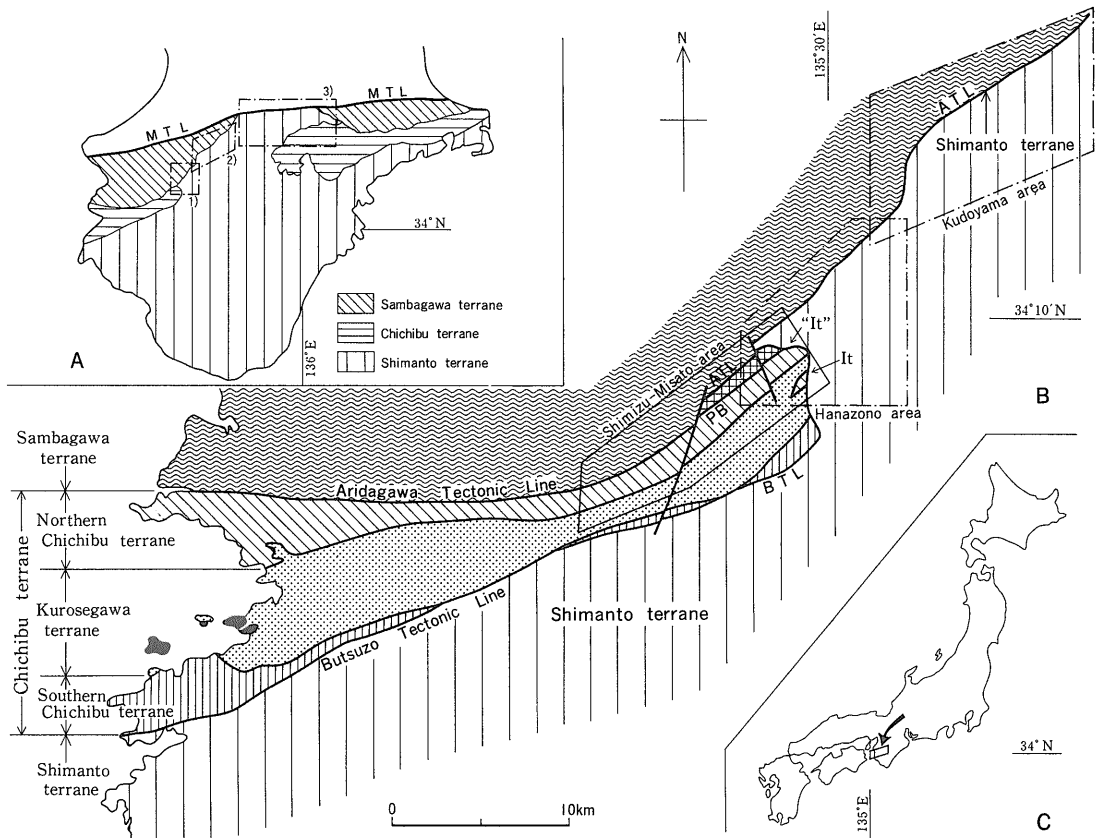 3)
M T L
M T L
2)
1)
34°N
136°E
Sambagawa terrane
Chichibu terrane
Shimanto terrane
A
N
135°30′E
ATL
Shimanto terrane
Kudoyama area
34°10′N
"It"
It
Shimizu-Misato area
ATL
PB
Hanazono area
B
BTL
Sambagawa
terrane
Aridagawa Tectonic Line
Northern
Chichibu terrane
Chichibu terrane
Kurosegawa
terrane
Butsuzo Tectonic Line
Shimanto terrane
Southern
Chichibu terrane
Shimanto
terrane
0 10km
34°N
135°E
C